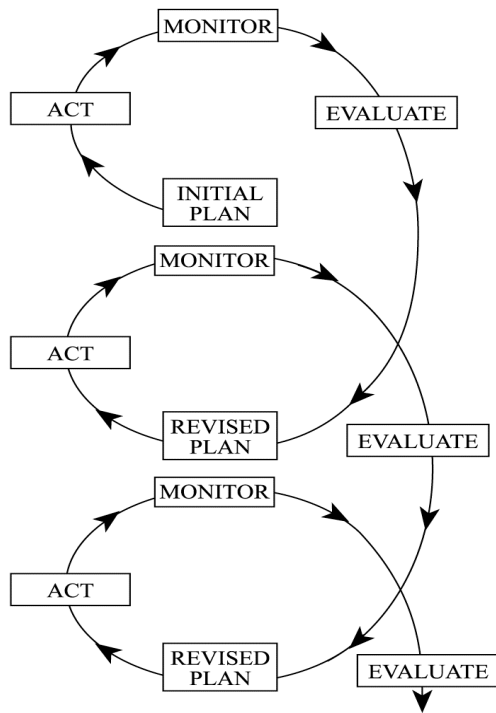 MONITOR
ACT
EVALUATE
INITIAL
PLAN
MONITOR
ACT
REVISED
PLAN
EVALUATE
MONITOR
ACT
REVISED
PLAN
EVALUATE